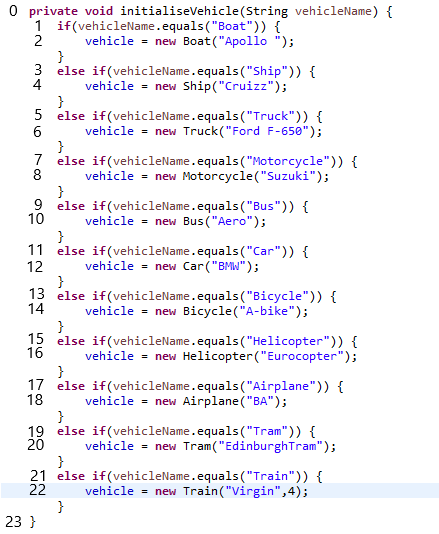 0 private void initialiseVehicle(String vehicleName) {
1 if(vehicleName.equals("Boat")) {
2 vehicle = new Boat("Apollo ");
}
3 else if(vehicleName.equals("Ship")) {
4 vehicle = new Ship("Cruizz");
}
5 else if(vehicleName.equals("Truck")) {
6 vehicle = new Truck("Ford F-650");
}
7 else if(vehicleName.equals("Motorcycle")) {
8 vehicle = new Motorcycle("Suzuki");
}
9 else if(vehicleName.equals("Bus")) {
10 vehicle = new Bus("Aero");
}
11 else if(vehicleName.equals("Car")) {
12 vehicle = new Car("BMW");
}
13 else if(vehicleName.equals("Bicycle")) {
14 vehicle = new Bicycle("A-bike");
}
15 else if(vehicleName.equals("Helicopter")) {
16 vehicle = new Helicopter("Eurocopter");
}
17 else if(vehicleName.equals("Airplane")) {
18 vehicle = new Airplane("BA");
}
19 else if(vehicleName.equals("Tram")) {
20 vehicle = new Tram("EdinburghTram");
}
21 else if(vehicleName.equals("Train")) {
22 vehicle = new Train("Virgin",4);
}
23 }